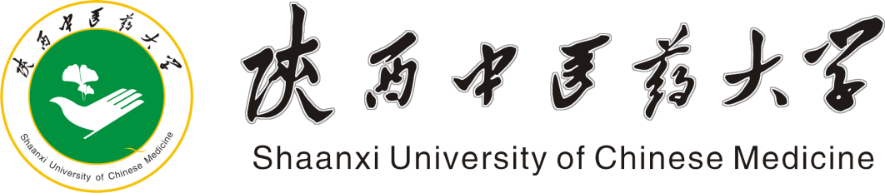 陕西中医药大学
Shaanxi University of Chinese Medicine
陕西中医药大学
Shaanxi University of Chinese Medicine